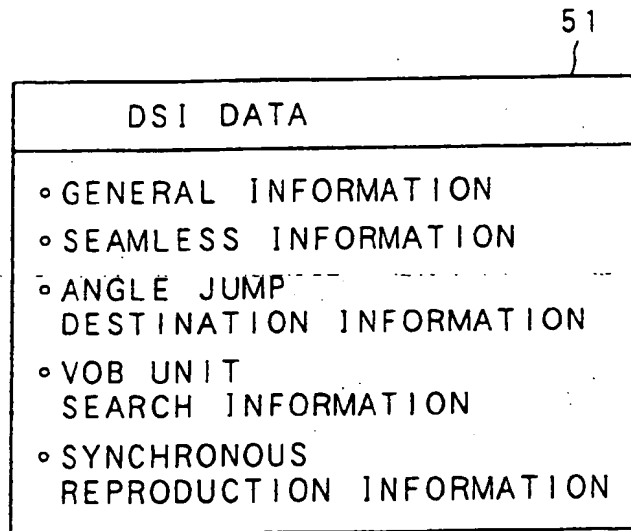 51
DSI DATA
∘ GENERAL INFORMATION
∘ SEAMLESS INFORMATION
∘ ANGLE JUMP
DESTINATION INFORMATION
∘ VOB UNIT
SEARCH INFORMATION
∘ SYNCHRONOUS
REPRODUCTION INFORMATION